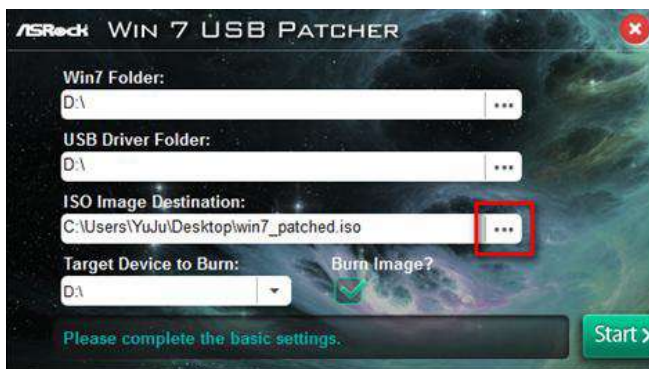 ASRock WIN 7 USB PATCHER
Win7 Folder:
D:\
...
USB Driver Folder:
D:\
...
ISO Image Destination:
C:\Users\YuJu\Desktop\win7_patched.iso
...
Target Device to Burn: Burn Image?
D:\
Please complete the basic settings.
Start